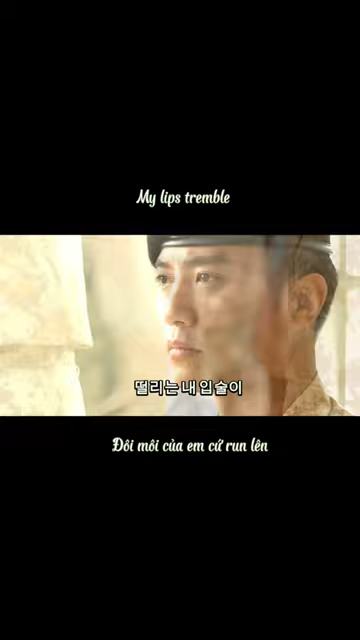 My lips tremble
떨리는 내 입술이
Đôi môi của em cứ run lên